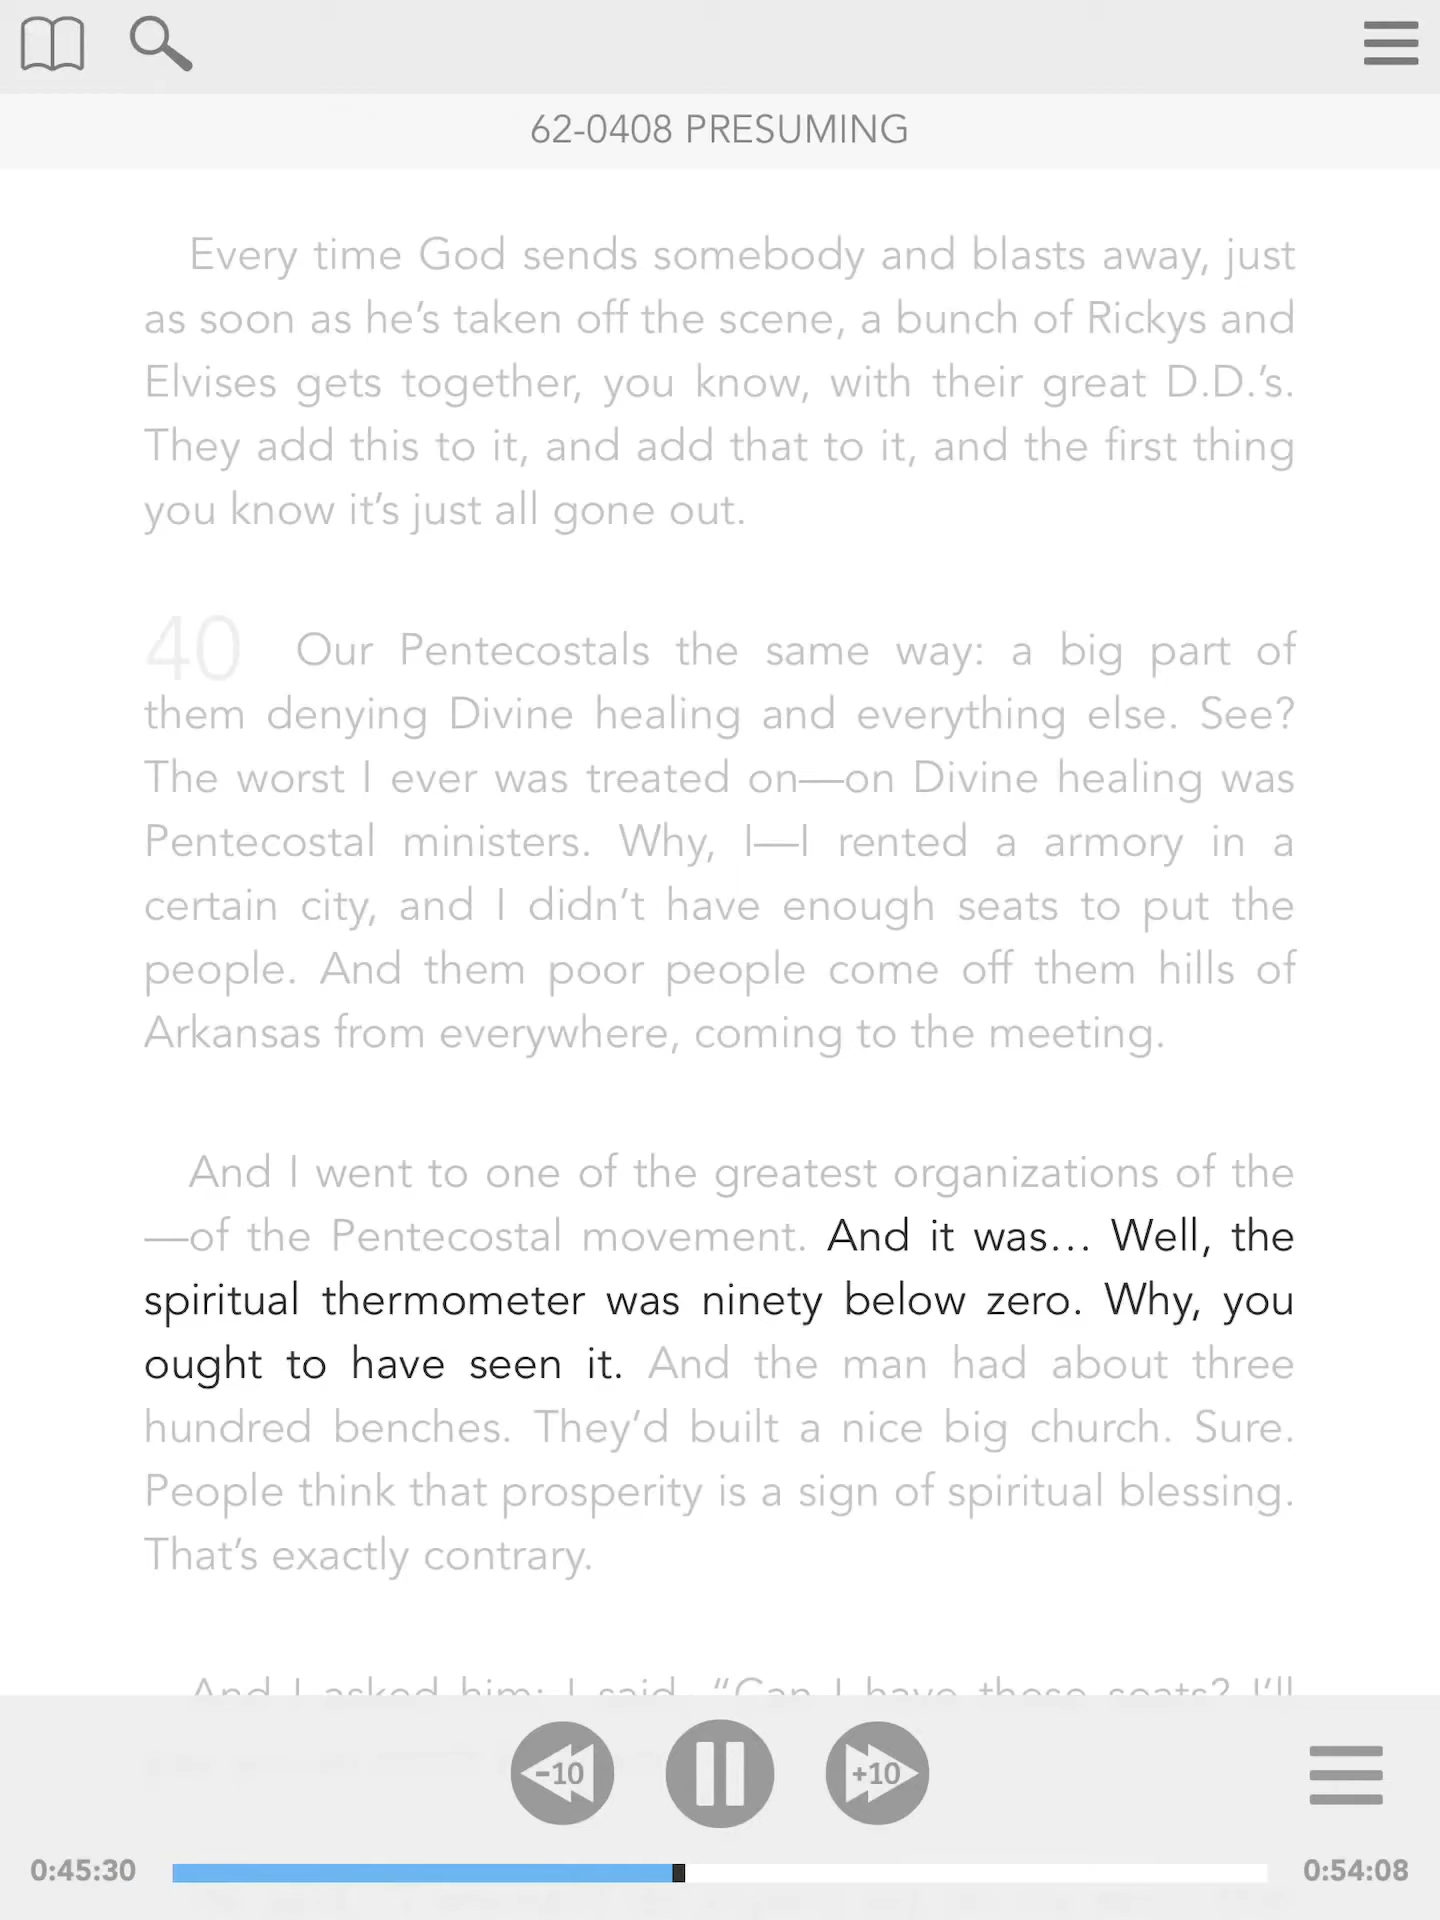 62-0408 PRESUMING
Every time God sends somebody and blasts away, just
as soon as he’s taken off the scene, a bunch of Rickys and
Elvises gets together, you know, with their great D.D.’s.
They add this to it, and add that to it, and the first thing
you know it’s just all gone out.
40 Our Pentecostals the same way: a big part of
them denying Divine healing and everything else. See?
The worst I ever was treated on—on Divine healing was
Pentecostal ministers. Why, I—I rented a armory in a
certain city, and I didn’t have enough seats to put the
people. And them poor people come off them hills of
Arkansas from everywhere, coming to the meeting.
And I went to one of the greatest organizations of the
—of the Pentecostal movement. And it was… Well, the
spiritual thermometer was ninety below zero. Why, you
ought to have seen it. And the man had about three
hundred benches. They’d built a nice big church. Sure.
People think that prosperity is a sign of spiritual blessing.
That’s exactly contrary.
And I asked him; I said, “Can I have those seats? I’ll
-10 +10
0:45:30 0:54:08